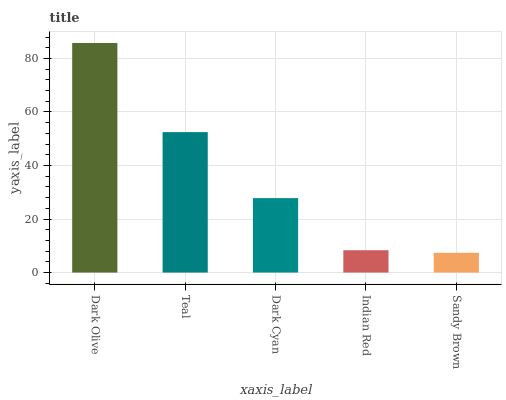 title
yaxis_label
80
60
40
20
0
Dark Olive
Teal
Dark Cyan
Indian Red
Sandy Brown
xaxis_label